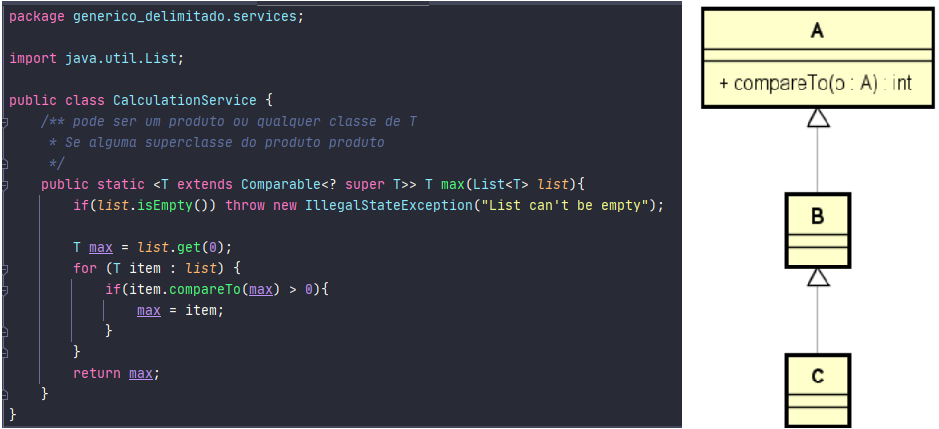 package generico_delimitado.services;
import java.util.List;
public class CalculationService {
/** pode ser um produto ou qualquer classe de T
* Se alguma superclasse do produto produto
*/
public static <T extends Comparable<? super T>> T max(List<T> list){
if(list.isEmpty()) throw new IllegalStateException("List can't be empty");
T max = list.get(0);
for (T item : list) {
if(item.compareTo(max) > 0){
max = item;
}
}
return max;
}
}
A
+ compareTo(o : A) : int
B
C